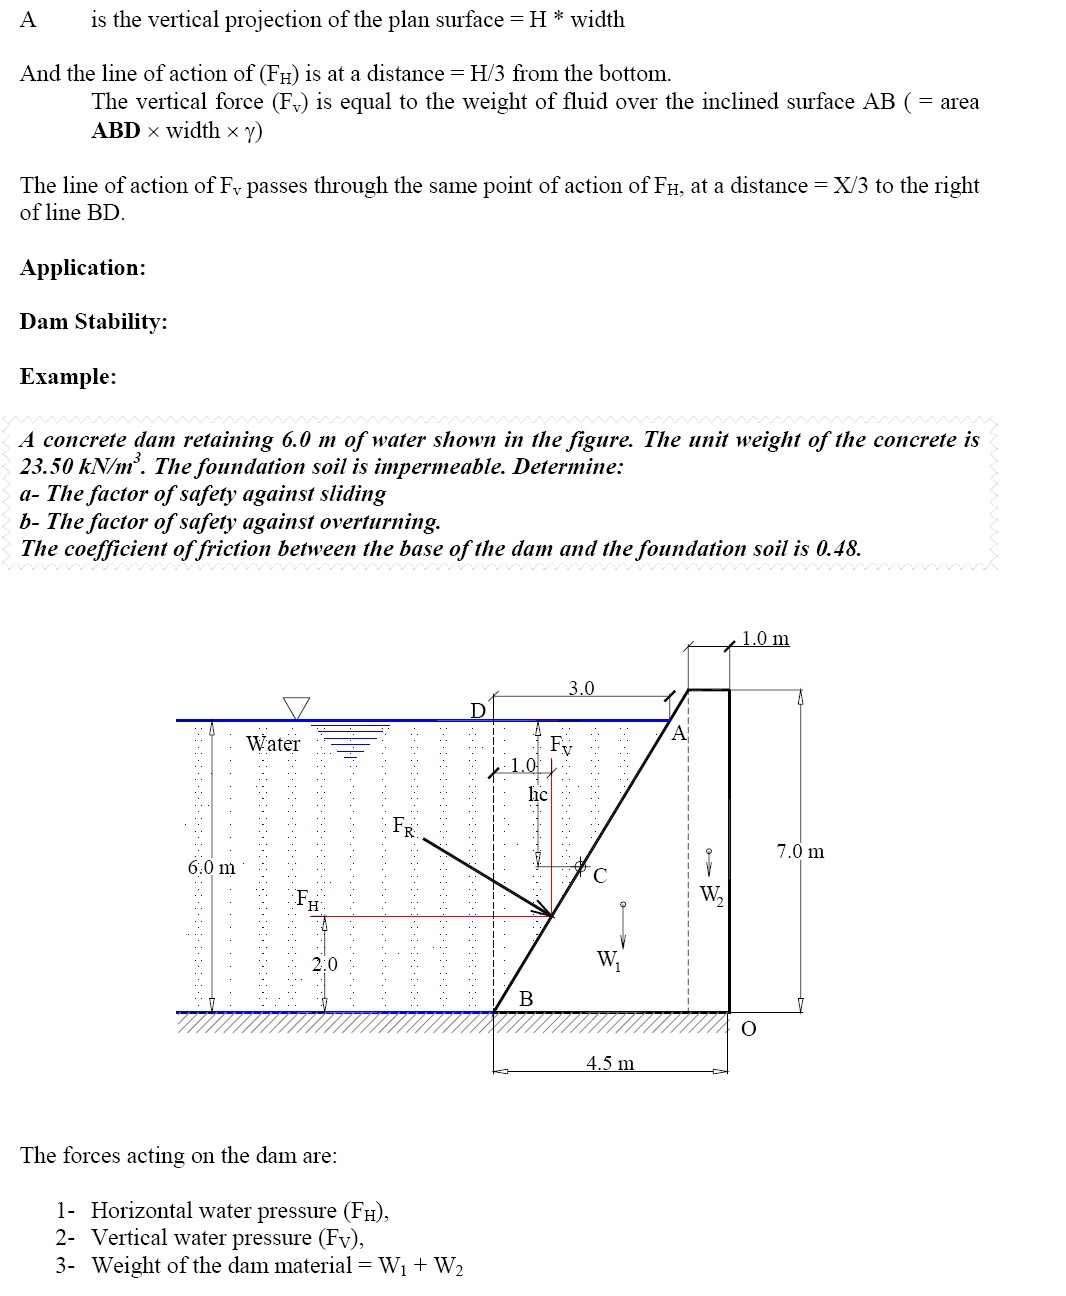 A is the vertical projection of the plan surface = H * width
And the line of action of (FH) is at a distance = H/3 from the bottom.
The vertical force (Fv) is equal to the weight of fluid over the inclined surface AB ( = area
ABD × width × γ)
The line of action of Fv passes through the same point of action of FH, at a distance = X/3 to the right
of line BD.
Application:
Dam Stability:
Example:
A concrete dam retaining 6.0 m of water shown in the figure. The unit weight of the concrete is
23.50 kN/m³. The foundation soil is impermeable. Determine:
a- The factor of safety against sliding
b- The factor of safety against overturning.
The coefficient of friction between the base of the dam and the foundation soil is 0.48.
1.0 m
3.0
D
A
Water
FV
1.0
hc
FR
7.0 m
6.0 m
C
W2
FH
W1
2.0
B
O
4.5 m
The forces acting on the dam are:
1- Horizontal water pressure (FH),
2- Vertical water pressure (FV),
3- Weight of the dam material = W1 + W2